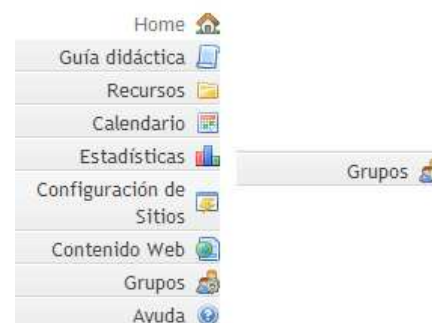 Home
Guía didáctica
Recursos
Calendario
Estadísticas
Configuración de
Sitios
Contenido Web
Grupos
Ayuda
Grupos